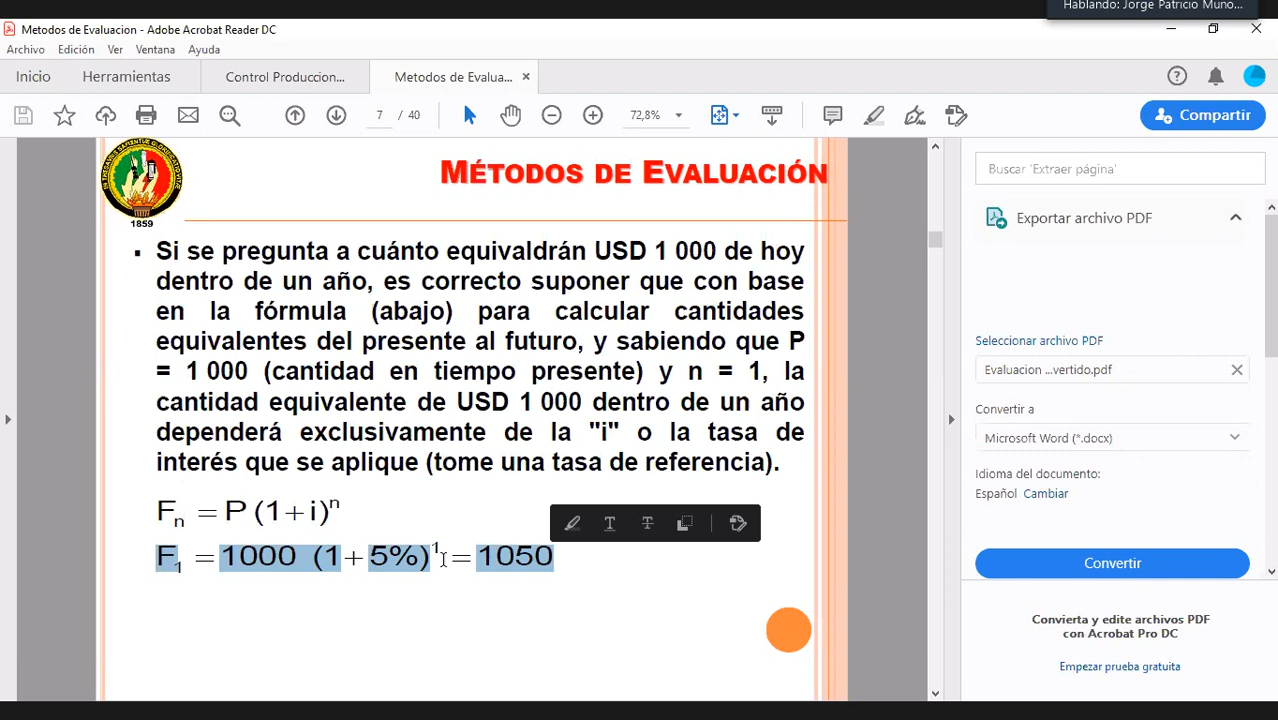 Hablando: Jorge Patricio Muno...
Metodos de Evaluacion - Adobe Acrobat Reader DC
Archivo Edición Ver Ventana Ayuda
Inicio Herramientas Control Produccion... Metodos de Evalua... ×
7 / 40 72,8% Compartir
MÉTODOS DE EVALUACIÓN
1859
▪ Si se pregunta a cuánto equivaldrán USD 1 000 de hoy
dentro de un año, es correcto suponer que con base
en la fórmula (abajo) para calcular cantidades
equivalentes del presente al futuro, y sabiendo que P
= 1 000 (cantidad en tiempo presente) y n = 1, la
cantidad equivalente de USD 1 000 dentro de un año
dependerá exclusivamente de la "i" o la tasa de
interés que se aplique (tome una tasa de referencia).
Fₙ = P (1+ i)ⁿ
F₁ = 1000 (1+ 5%)¹ = 1050
Buscar 'Extraer página'
Exportar archivo PDF
Seleccionar archivo PDF
Evaluacion ...vertido.pdf
Convertir a
Microsoft Word (*.docx)
Idioma del documento:
Español Cambiar
Convertir
Convierta y edite archivos PDF
con Acrobat Pro DC
Empezar prueba gratuita